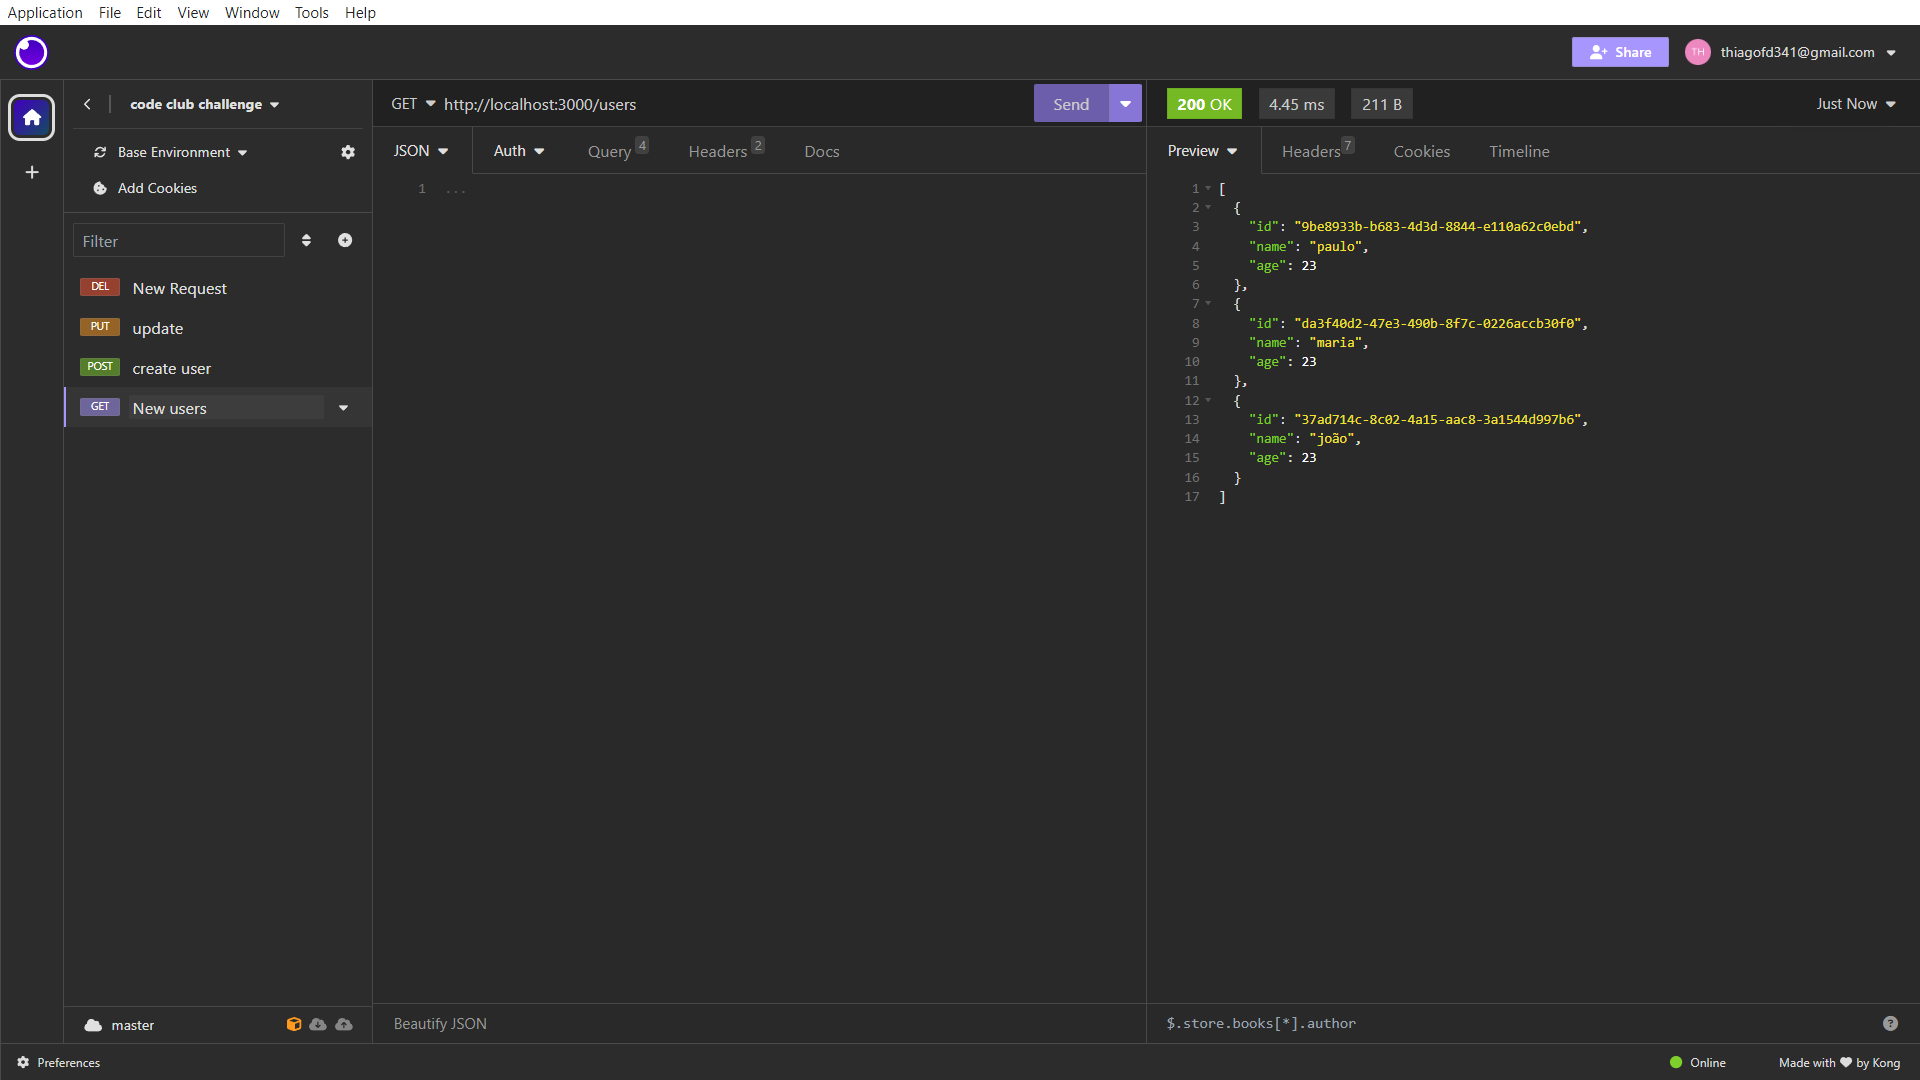 Application File Edit View Window Tools Help
Share TH thiagofd341@gmail.com
code club challenge
Base Environment
Add Cookies
Filter
DEL New Request
PUT update
POST create user
GET New users
master
GET http://localhost:3000/users Send
JSON Auth Query 4 Headers 2 Docs
1 ...
Beautify JSON
200 OK 4.45 ms 211 B Just Now
Preview Headers 7 Cookies Timeline
1 [
2 {
3 "id": "9be8933b-b683-4d3d-8844-e110a62c0ebd",
4 "name": "paulo",
5 "age": 23
6 },
7 {
8 "id": "da3f40d2-47e3-490b-8f7c-0226accb30f0",
9 "name": "maria",
10 "age": 23
11 },
12 {
13 "id": "37ad714c-8c02-4a15-aac8-3a1544d997b6",
14 "name": "joão",
15 "age": 23
16 }
17 ]
$.store.books[*].author
Preferences
Online Made with ♥ by Kong